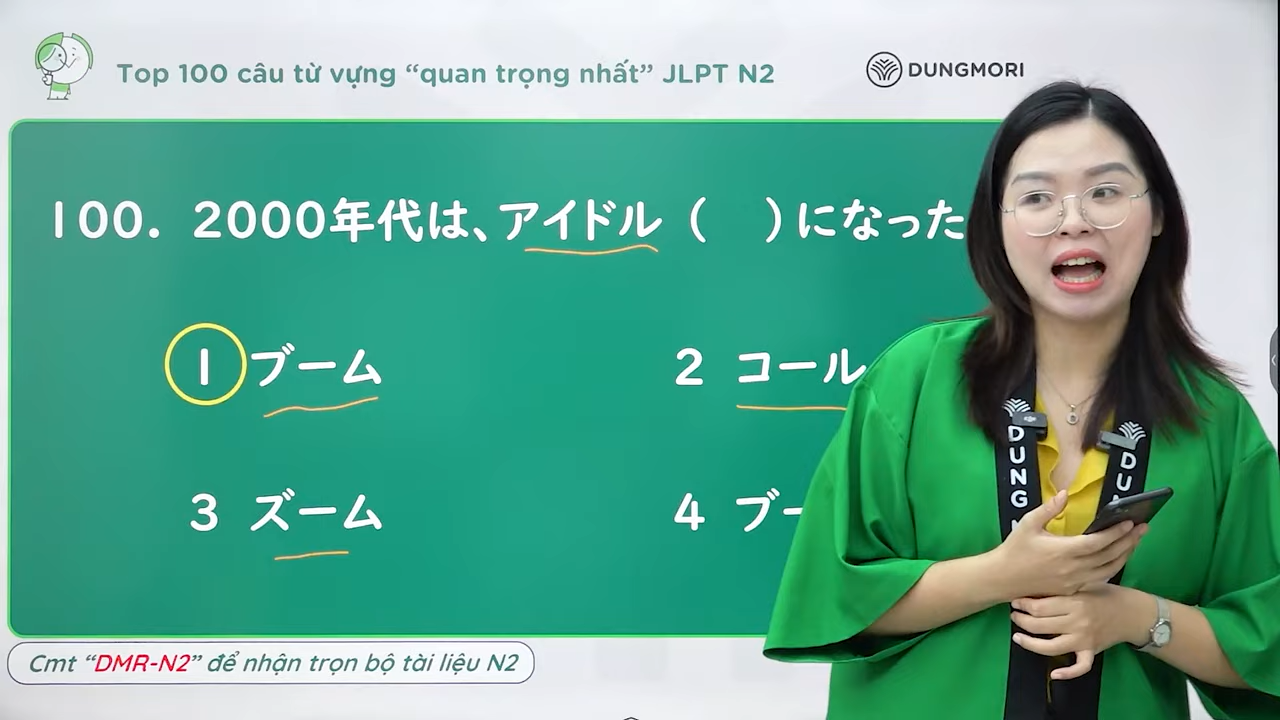 Top 100 câu từ vựng “quan trọng nhất” JLPT N2
DUNGMORI
100. 2000年代は、アイドル（ ）になった
1 ブーム
2 コール
3 ズーム
4 ブー
Cmt “DMR-N2” để nhận trọn bộ tài liệu N2
DUNG
DU